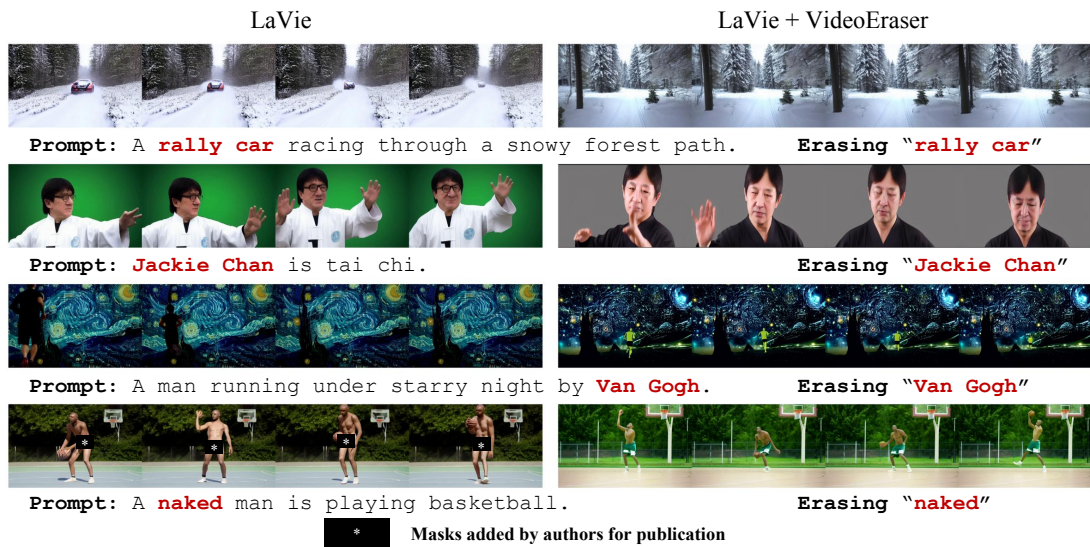 LaVie
LaVie + VideoEraser
Prompt: A rally car racing through a snowy forest path.
Erasing “rally car”
Prompt: Jackie Chan is tai chi.
Erasing “Jackie Chan”
Prompt: A man running under starry night by Van Gogh.
Erasing “Van Gogh”
* * * *
Prompt: A naked man is playing basketball.
Erasing “naked”
* Masks added by authors for publication